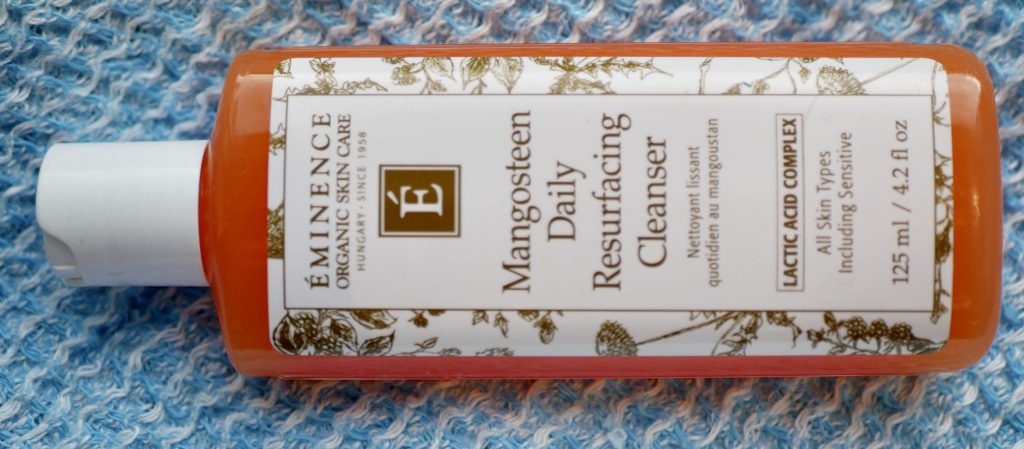 ÉMINENCE
ORGANIC SKIN CARE
HUNGARY · SINCE 1958
É
Mangosteen
Daily
Resurfacing
Cleanser
Nettoyant lissant
quotidien au mangoustan
LACTIC ACID COMPLEX
All Skin Types
Including Sensitive
125 ml / 4.2 fl oz